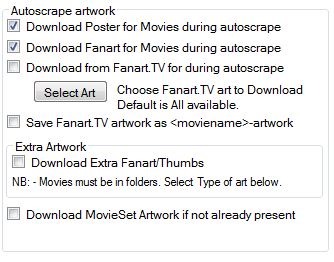 Autoscrape artwork
Download Poster for Movies during autoscrape
Download Fanart for Movies during autoscrape
Download from Fanart.TV for during autoscrape
Select Art
Choose Fanart.TV art to Download
Default is All available.
Save Fanart.TV artwork as <moviename>-artwork
Extra Artwork
Download Extra Fanart/Thumbs
NB: - Movies must be in folders. Select Type of art below.
Download MovieSet Artwork if not already present